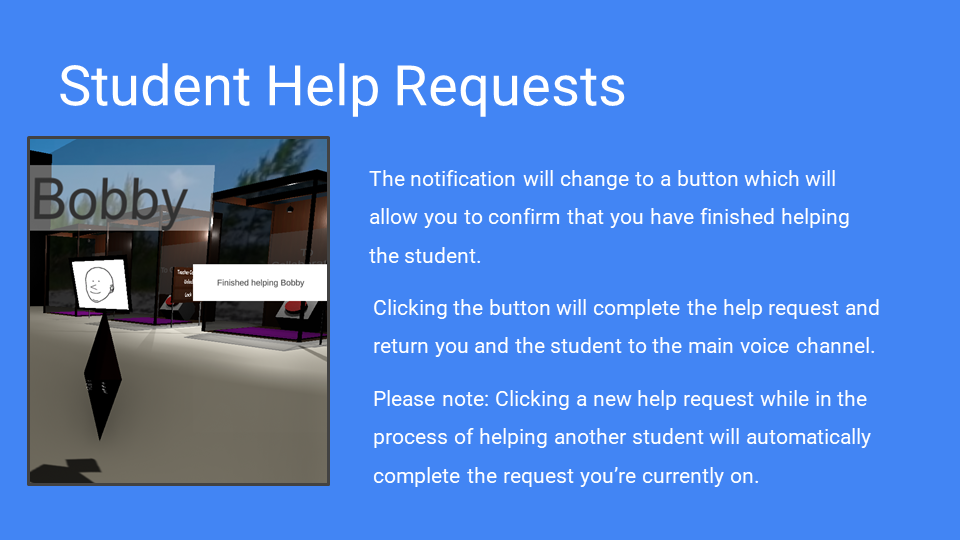 Student Help Requests
Bobby
Finished helping Bobby
The notification will change to a button which will
allow you to confirm that you have finished helping
the student.
Clicking the button will complete the help request and
return you and the student to the main voice channel.
Please note: Clicking a new help request while in the
process of helping another student will automatically
complete the request you’re currently on.